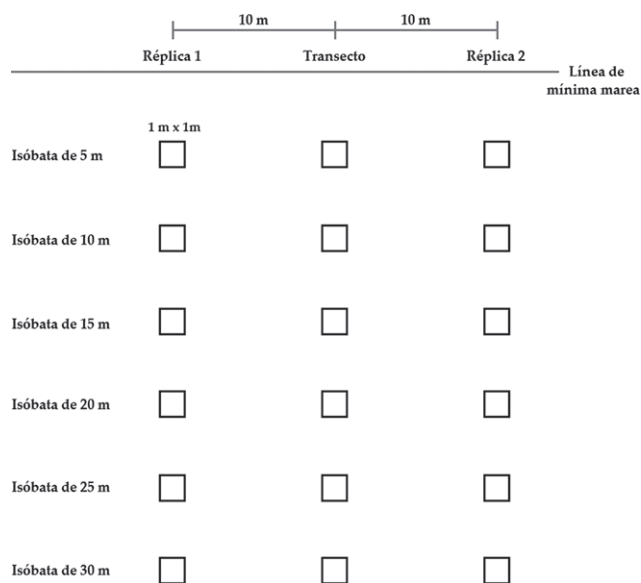 10 m 10 m
Réplica 1 Transecto Réplica 2
Línea de
mínima marea
1 m x 1m
Isóbata de 5 m
Isóbata de 10 m
Isóbata de 15 m
Isóbata de 20 m
Isóbata de 25 m
Isóbata de 30 m